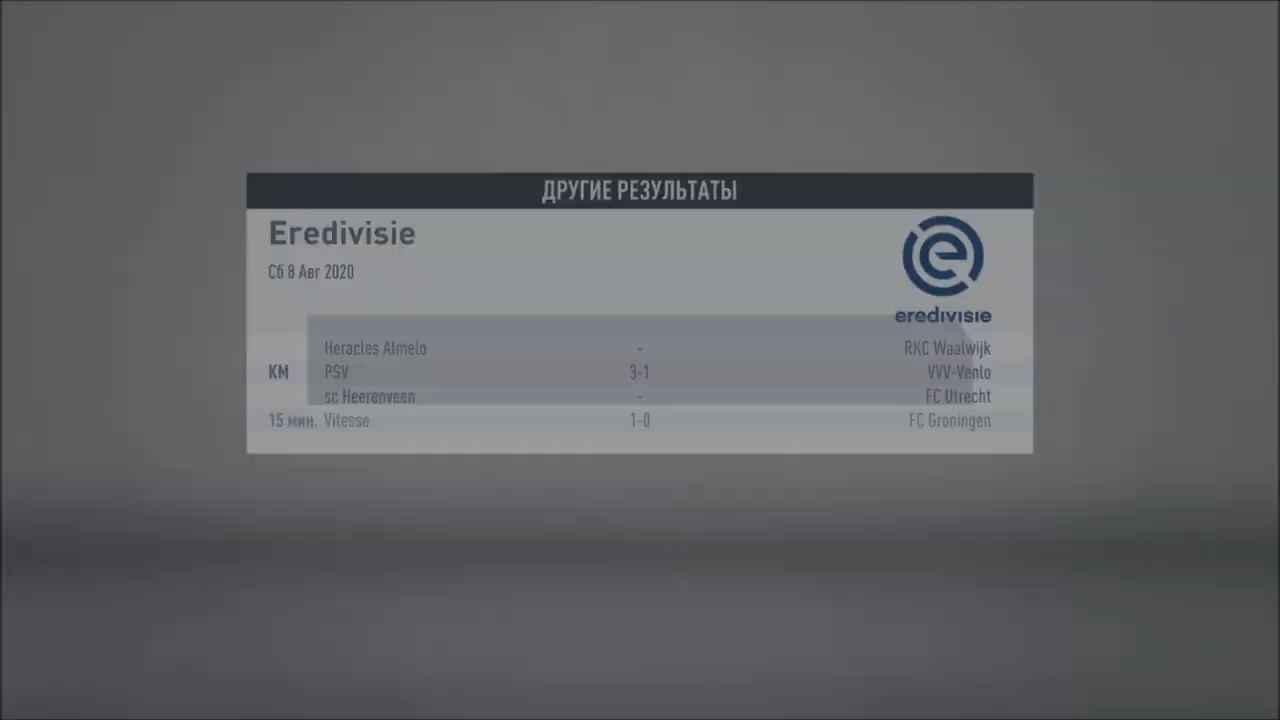 ДРУГИЕ РЕЗУЛЬТАТЫ
Eredivisie
Сб 8 Авг 2020
eredivisie
Heracles Almelo - RKC Waalwijk
КМ PSV 3-1 VVV-Venlo
sc Heerenveen - FC Utrecht
15 мин. Vitesse 1-0 FC Groningen